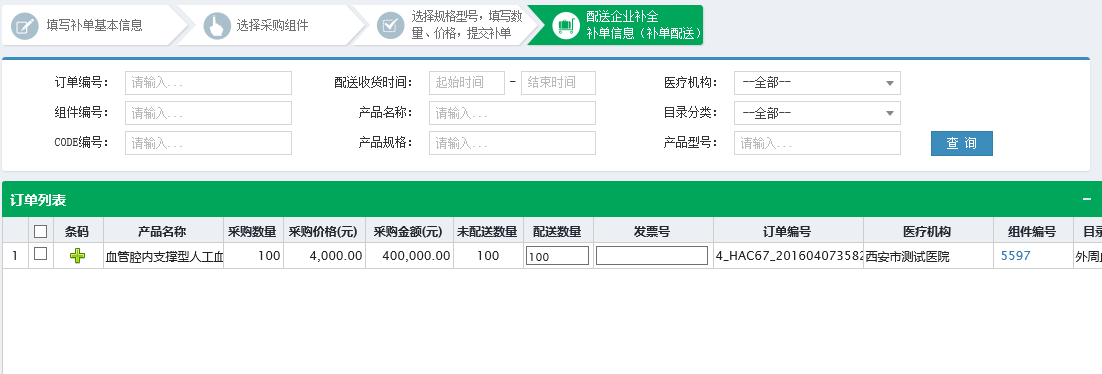 填写补单基本信息
选择采购组件
选择规格型号，填写数
量、价格，提交补单
配送企业补全
补单信息（补单配送）
订单编号： 请输入... 配送收货时间： 起始时间 - 结束时间 医疗机构： --全部--
组件编号： 请输入... 产品名称： 请输入... 目录分类： --全部--
CODE编号： 请输入... 产品规格： 请输入... 产品型号： 请输入... 查 询
订单列表
条码 产品名称 采购数量 采购价格(元) 采购金额(元) 未配送数量 配送数量 发票号 订单编号 医疗机构 组件编号 目录
1 血管腔内支撑型人工血 100 4,000.00 400,000.00 100 100 4_HAC67_201604073582 西安市测试医院 5597 外周